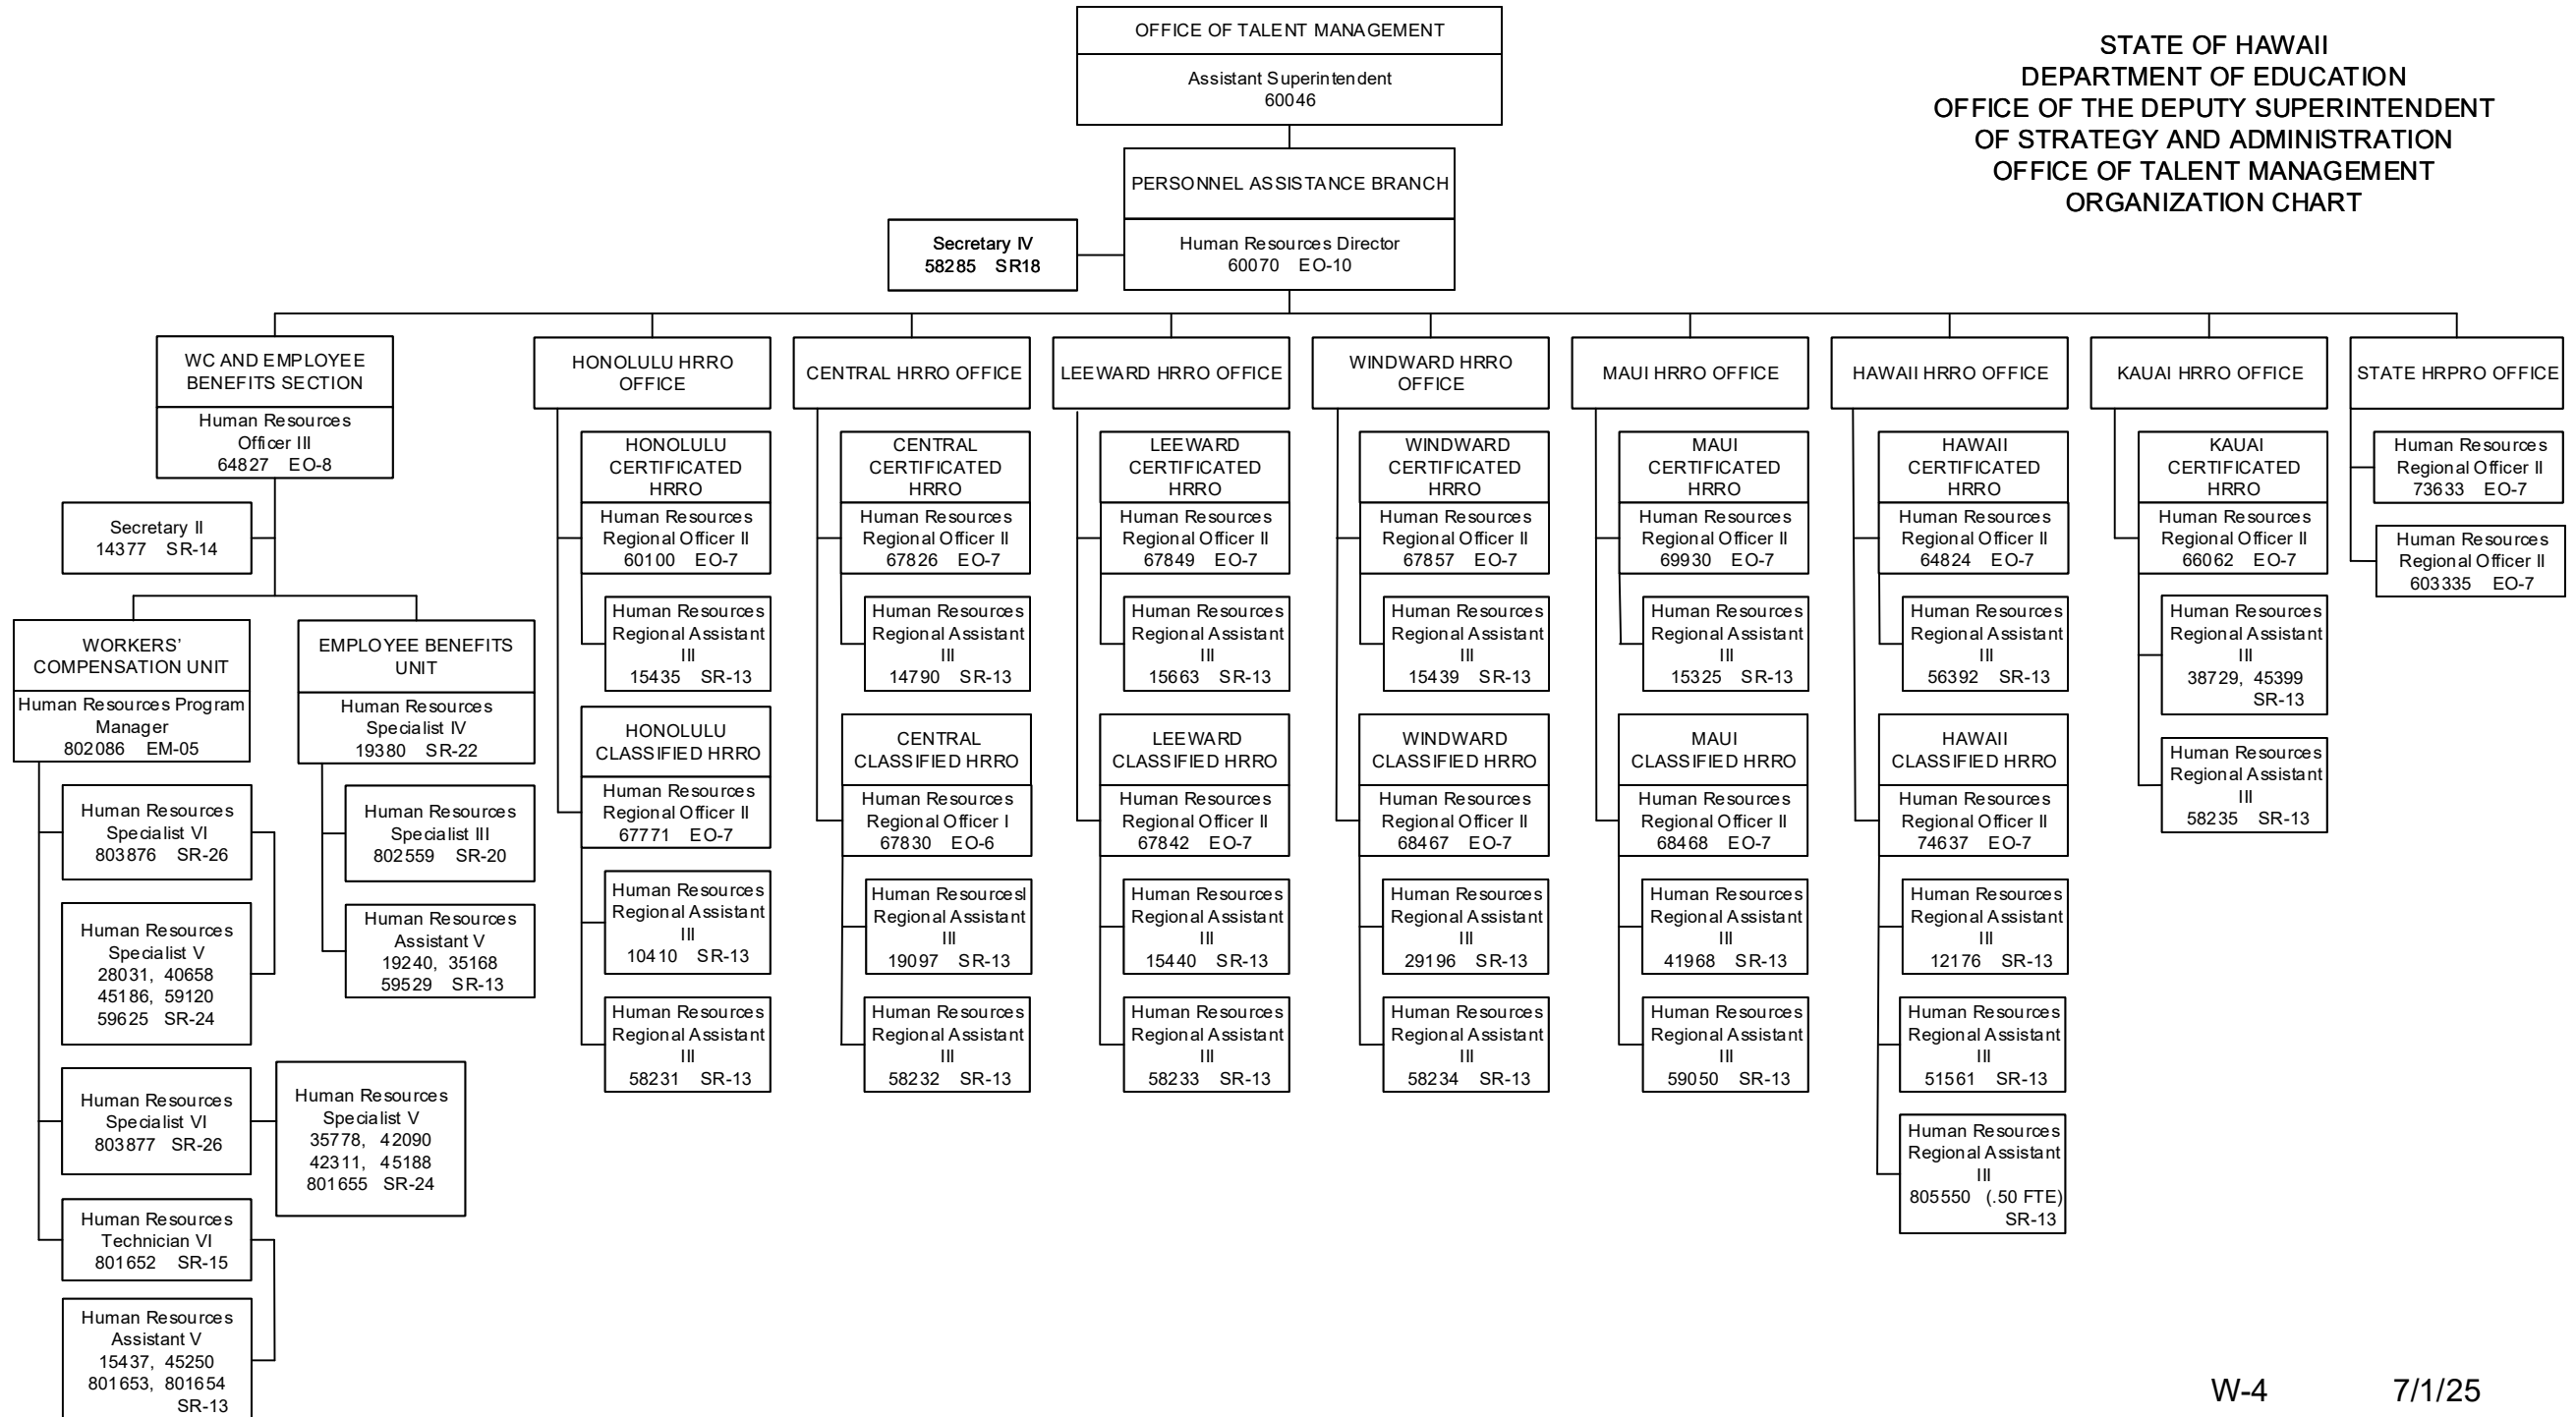 OFFICE OF TALENT MANAGEMENT
Assistant Superintendent
60046
STATE OF HAWAII
DEPARTMENT OF EDUCATION
OFFICE OF THE DEPUTY SUPERINTENDENT
OF STRATEGY AND ADMINISTRATION
OFFICE OF TALENT MANAGEMENT
ORGANIZATION CHART
PERSONNEL ASSISTANCE BRANCH
Human Resources Director
60070 EO-10
Secretary IV
58285 SR18
WC AND EMPLOYEE
BENEFITS SECTION
Human Resources
Officer III
64827 EO-8
Secretary II
14377 SR-14
WORKERS'
COMPENSATION UNIT
Human Resources Program
Manager
802086 EM-05
Human Resources
Specialist VI
803876 SR-26
Human Resources
Specialist V
28031, 40658
45186, 59120
59625 SR-24
Human Resources
Specialist VI
803877 SR-26
Human Resources
Specialist V
35778, 42090
42311, 45188
801655 SR-24
Human Resources
Technician VI
801652 SR-15
Human Resources
Assistant V
15437, 45250
801653, 801654
SR-13
EMPLOYEE BENEFITS
UNIT
Human Resources
Specialist IV
19380 SR-22
Human Resources
Specialist III
802559 SR-20
Human Resources
Assistant V
19240, 35168
59529 SR-13
HONOLULU HRRO
OFFICE
HONOLULU
CERTIFICATED
HRRO
Human Resources
Regional Officer II
60100 EO-7
Human Resources
Regional Assistant
III
15435 SR-13
HONOLULU
CLASSIFIED HRRO
Human Resources
Regional Officer II
67771 EO-7
Human Resources
Regional Assistant
III
10410 SR-13
Human Resources
Regional Assistant
III
58231 SR-13
CENTRAL HRRO OFFICE
CENTRAL
CERTIFICATED
HRRO
Human Resources
Regional Officer II
67826 EO-7
Human Resources
Regional Assistant
III
14790 SR-13
CENTRAL
CLASSIFIED HRRO
Human Resources
Regional Officer I
67830 EO-6
Human ResourcesI
Regional Assistant
III
19097 SR-13
Human Resources
Regional Assistant
III
58232 SR-13
LEEWARD HRRO OFFICE
LEEWARD
CERTIFICATED
HRRO
Human Resources
Regional Officer II
67849 EO-7
Human Resources
Regional Assistant
III
15663 SR-13
LEEWARD
CLASSIFIED HRRO
Human Resources
Regional Officer II
67842 EO-7
Human Resources
Regional Assistant
III
15440 SR-13
Human Resources
Regional Assistant
III
58233 SR-13
WINDWARD HRRO
OFFICE
WINDWARD
CERTIFICATED
HRRO
Human Resources
Regional Officer II
67857 EO-7
Human Resources
Regional Assistant
III
15439 SR-13
WINDWARD
CLASSIFIED HRRO
Human Resources
Regional Officer II
68467 EO-7
Human Resources
Regional Assistant
III
29196 SR-13
Human Resources
Regional Assistant
III
58234 SR-13
MAUI HRRO OFFICE
MAUI
CERTIFICATED
HRRO
Human Resources
Regional Officer II
69930 EO-7
Human Resources
Regional Assistant
III
15325 SR-13
MAUI
CLASSIFIED HRRO
Human Resources
Regional Officer II
68468 EO-7
Human Resources
Regional Assistant
III
41968 SR-13
Human Resources
Regional Assistant
III
59050 SR-13
HAWAII HRRO OFFICE
HAWAII
CERTIFICATED
HRRO
Human Resources
Regional Officer II
64824 EO-7
Human Resources
Regional Assistant
III
56392 SR-13
HAWAII
CLASSIFIED HRRO
Human Resources
Regional Officer II
74637 EO-7
Human Resources
Regional Assistant
III
12176 SR-13
Human Resources
Regional Assistant
III
51561 SR-13
Human Resources
Regional Assistant
III
805550 (.50 FTE)
SR-13
KAUAI HRRO OFFICE
KAUAI
CERTIFICATED
HRRO
Human Resources
Regional Officer II
66062 EO-7
Human Resources
Regional Assistant
III
38729, 45399
SR-13
Human Resources
Regional Assistant
III
58235 SR-13
STATE HRPRO OFFICE
Human Resources
Regional Officer II
73633 EO-7
Human Resources
Regional Officer II
603335 EO-7
W-4 7/1/25